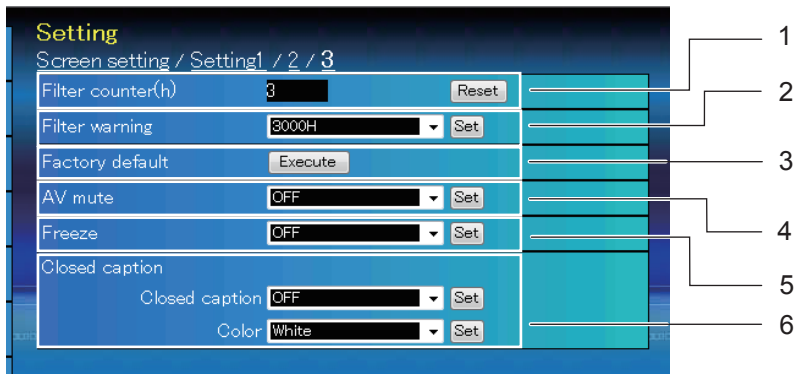 Setting
Screen setting / Setting1 / 2 / 3
Filter counter(h) 3 Reset 1
Filter warning 3000H Set 2
Factory default Execute 3
AV mute OFF Set 4
Freeze OFF Set 5
Closed caption
Closed caption OFF Set 6
Color White Set